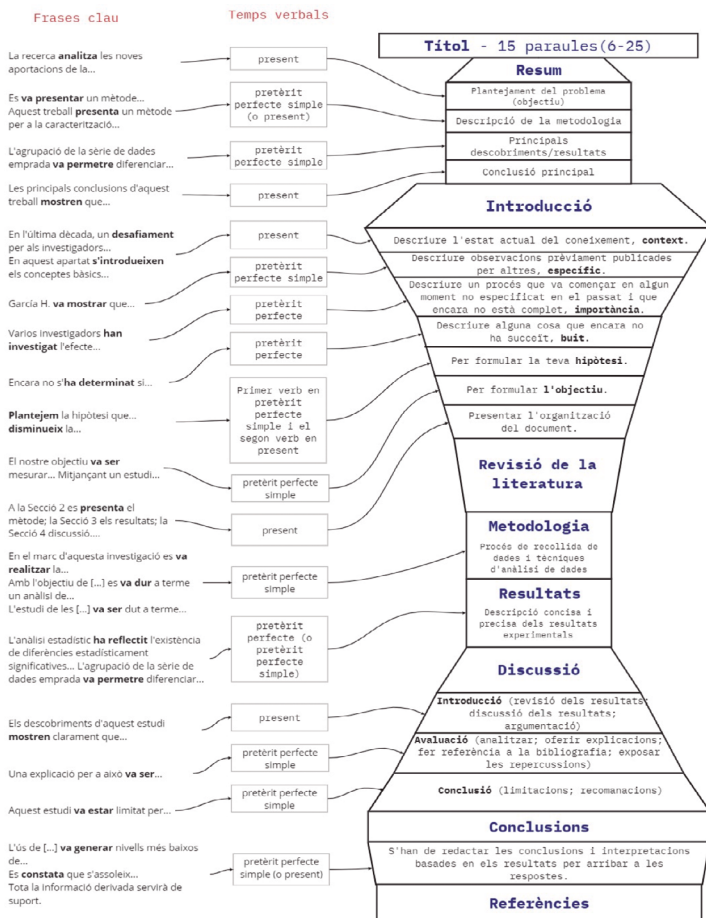 Frases clau
Temps verbals
Títol - 15 paraules(6-25)
Resum
La recerca analitza les noves
aportacions de la...
present
Plantejament del problema
(objectiu)
Es va presentar un mètode...
Aquest treball presenta un mètode
per a la caracterització...
pretèrit
perfecte simple
(o present)
Descripció de la metodologia
L'agrupació de la sèrie de dades
emprada va permetre diferenciar...
pretèrit
perfecte simple
Principals
descobriments/resultats
Les principals conclusions d'aquest
treball mostren que...
present
Conclusió principal
Introducció
En l'última dècada, un desafiament
per als investigadors...
En aquest apartat s'introdueixen
els conceptes bàsics...
present
Descriure l'estat actual del coneixement, context.
García H. va mostrar que...
pretèrit
perfecte simple
Descriure observacions prèviament publicades
per altres, específic.
Varios investigadors han
investigat l'efecte...
pretèrit
perfecte
Descriure un procés que va començar en algun
moment no especificat en el passat i que
encara no està complet, importància.
Encara no s'ha determinat si...
pretèrit
perfecte
Descriure alguna cosa que encara no
ha succeït, buit.
Plantejem la hipòtesi que...
disminueix la...
Primer verb en
pretèrit
perfecte
simple i el
segon verb en
present
Per formular la teva hipòtesi.
El nostre objectiu va ser
mesurar... Mitjançant un estudi...
pretèrit perfecte
simple
Per formular l'objectiu.
A la Secció 2 es presenta el
mètode; la Secció 3 els resultats; la
Secció 4 discussió....
present
Presentar l'organització
del document.
Revisió de la
literatura
Metodologia
En el marc d'aquesta investigació es va
realitzar la...
Amb l'objectiu de [...] es va dur a terme
un anàlisi de...
L'estudi de les [...] va ser dut a terme...
pretèrit perfecte
simple
Procés de recollida de
dades i tècniques
d'anàlisi de dades
Resultats
L'anàlisi estadístic ha reflectit l'existència
de diferències estadísticament
significatives... L'agrupació de la sèrie de
dades emprada va permetre diferenciar...
pretèrit
perfecte (o
pretèrit
perfecte
simple)
Descripció concisa i
precisa dels resultats
experimentals
Discussió
Els descobriments d'aquest estudi
mostren clarament que...
present
Introducció (revisió dels resultats;
discussió dels resultats;
argumentació)
Una explicació per a això va ser...
pretèrit perfecte
simple
Avaluació (analitzar; oferir explicacions;
fer referència a la bibliografia; exposar
les repercussions)
Aquest estudi va estar limitat per...
pretèrit perfecte
simple
Conclusió (limitacions; recomanacions)
Conclusions
L'ús de [...] va generar nivells més baixos
de...
Es constata que s'assoleix...
Tota la informació derivada servirà de
suport.
pretèrit perfecte
simple (o present)
S'han de redactar les conclusions i interpretacions
basades en els resultats per arribar a les
respostes.
Referències